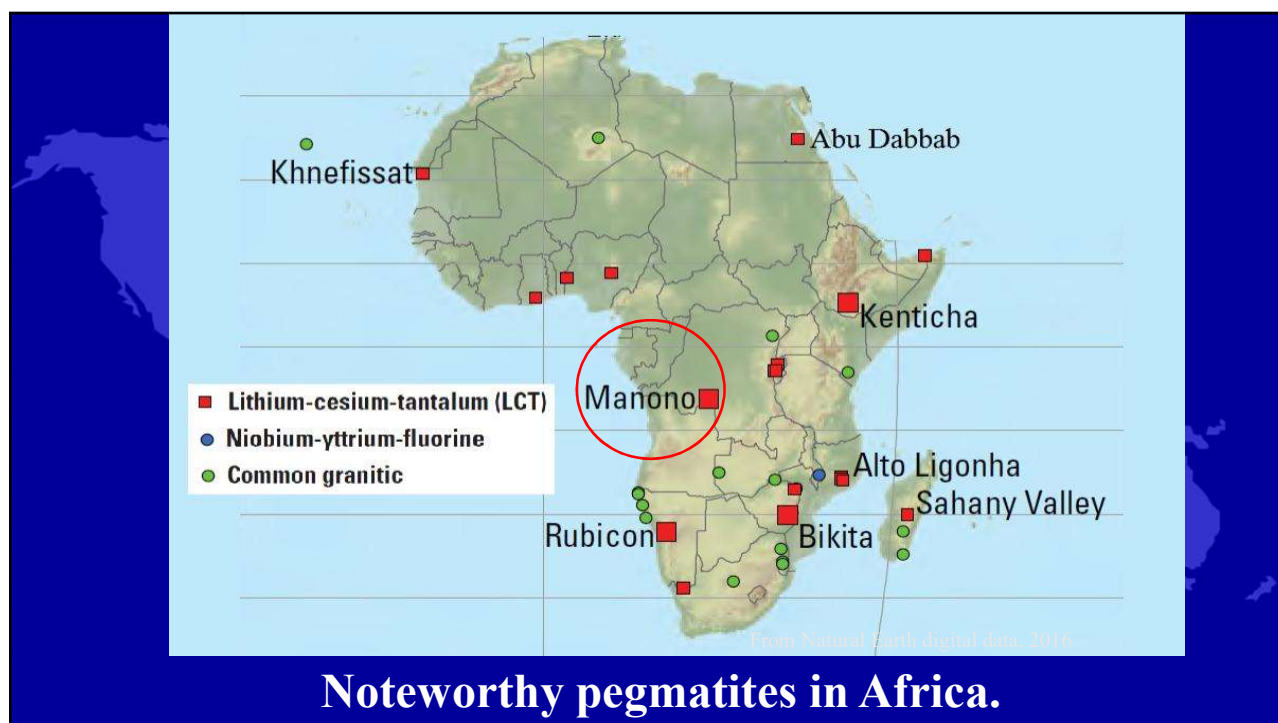 Abu Dabbab
Khnefissat
Kenticha
Manono
Lithium-cesium-tantalum (LCT)
Niobium-yttrium-fluorine
Common granitic
Alto Ligonha
Sahany Valley
Rubicon
Bikita
From Natural Earth digital data, 2016
Noteworthy pegmatites in Africa.